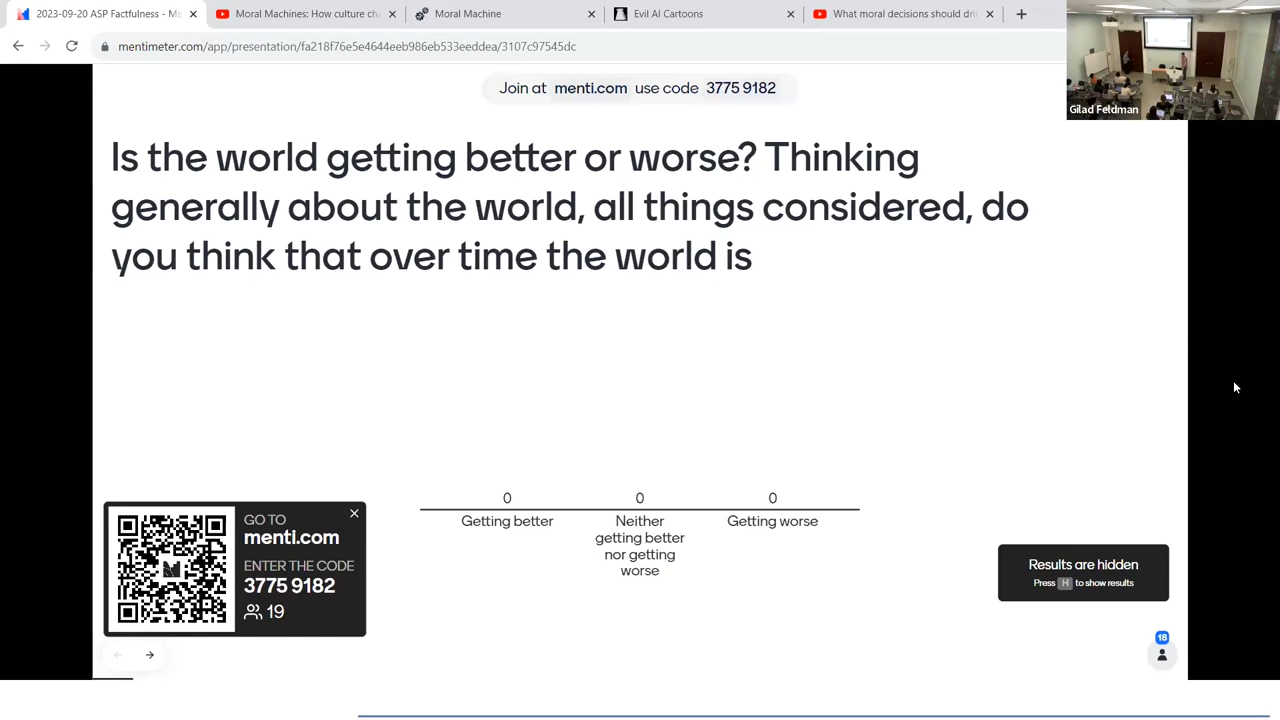 2023-09-20 ASP Factfulness - Me
Moral Machines: How culture cha
Moral Machine
Evil AI Cartoons
What moral decisions should dri
mentimeter.com/app/presentation/fa218f76e5e4644eeb986eb533eeddea/3107c97545dc
Gilad Feldman
Join at menti.com use code 3775 9182
Is the world getting better or worse? Thinking
generally about the world, all things considered, do
you think that over time the world is
0
0
0
Getting better
Neither
getting better
nor getting
worse
Getting worse
GO TO
menti.com
ENTER THE CODE
3775 9182
19
Results are hidden
Press H to show results
18